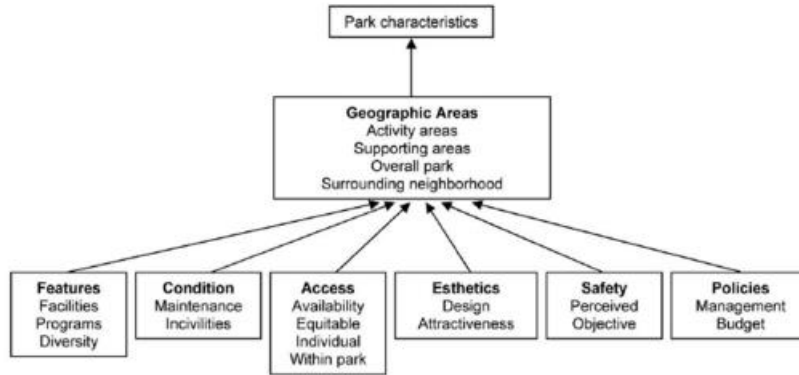 Park characteristics
Geographic Areas
Activity areas
Supporting areas
Overall park
Surrounding neighborhood
Features
Facilities
Programs
Diversity
Condition
Maintenance
Incivilities
Access
Availability
Equitable
Individual
Within park
Esthetics
Design
Attractiveness
Safety
Perceived
Objective
Policies
Management
Budget